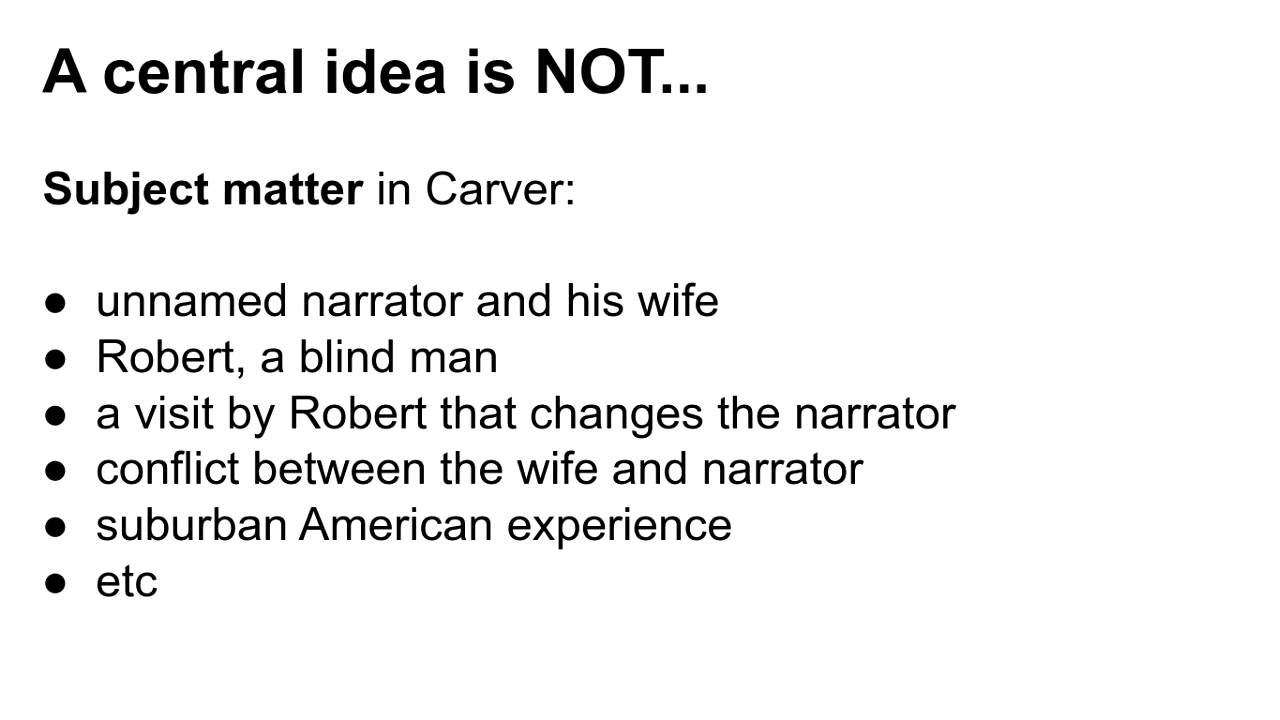 A central idea is NOT...
Subject matter in Carver:
● unnamed narrator and his wife
● Robert, a blind man
● a visit by Robert that changes the narrator
● conflict between the wife and narrator
● suburban American experience
● etc